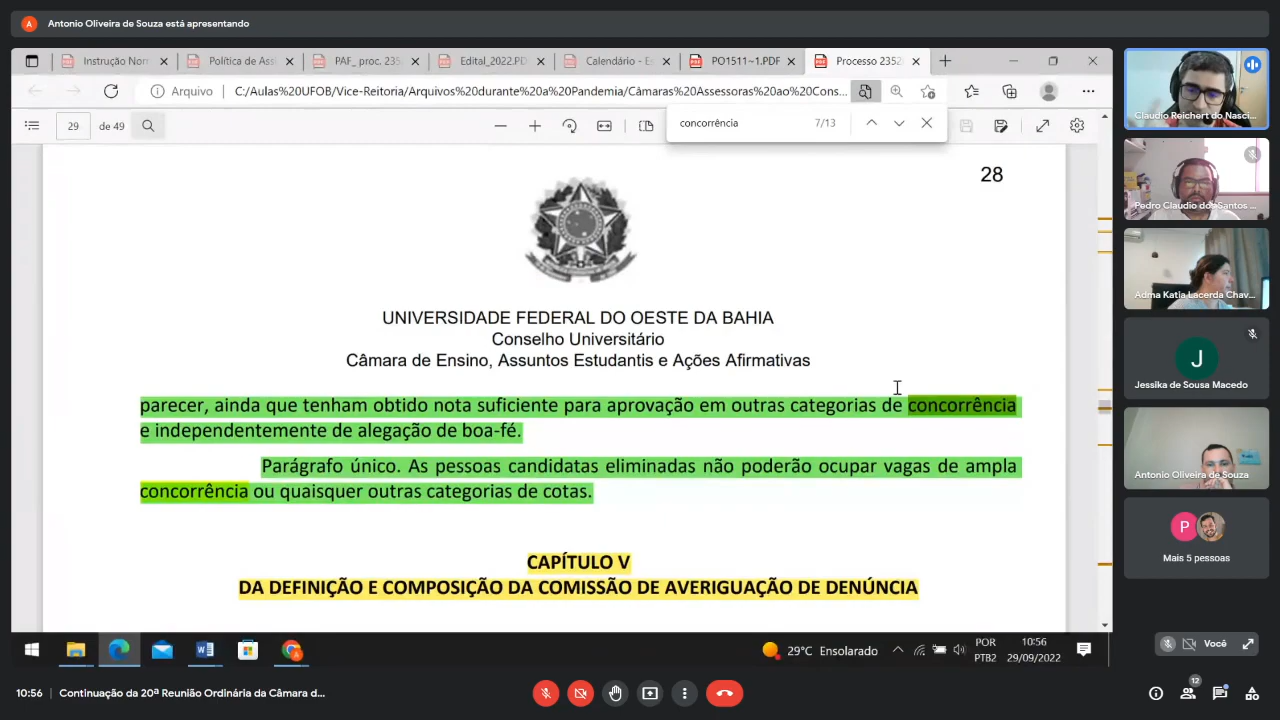 A Antonio Oliveira de Souza está apresentando
Instrução Norm
Política de Assi
PAF_ proc. 235
Edital_2022.PD
Calendário - Es
PO1511~1.PDF
Processo 2352
Arquivo
C:/Aulas%20UFOB/Vice-Reitoria/Arquivos%20durante%20a%20Pandemia/Câmaras%20Assessoras%20ao%20Cons...
29 de 49
concorrência 7/13
28
UNIVERSIDADE FEDERAL DO OESTE DA BAHIA
Conselho Universitário
Câmara de Ensino, Assuntos Estudantis e Ações Afirmativas
parecer, ainda que tenham obtido nota suficiente para aprovação em outras categorias de concorrência
e independentemente de alegação de boa-fé.
Parágrafo único. As pessoas candidatas eliminadas não poderão ocupar vagas de ampla
concorrência ou quaisquer outras categorias de cotas.
CAPÍTULO V
DA DEFINIÇÃO E COMPOSIÇÃO DA COMISSÃO DE AVERIGUAÇÃO DE DENÚNCIA
Claudio Reichert do Nasci...
Pedro Claudio dos Santos ...
Adma Katia Lacerda Chav...
J
Jessika de Sousa Macedo
Antonio Oliveira de Souza
P
Mais 5 pessoas
Você
29°C Ensolarado
POR
PTB2
10:56
29/09/2022
10:56 Continuação da 20ª Reunião Ordinária da Câmara d...
12